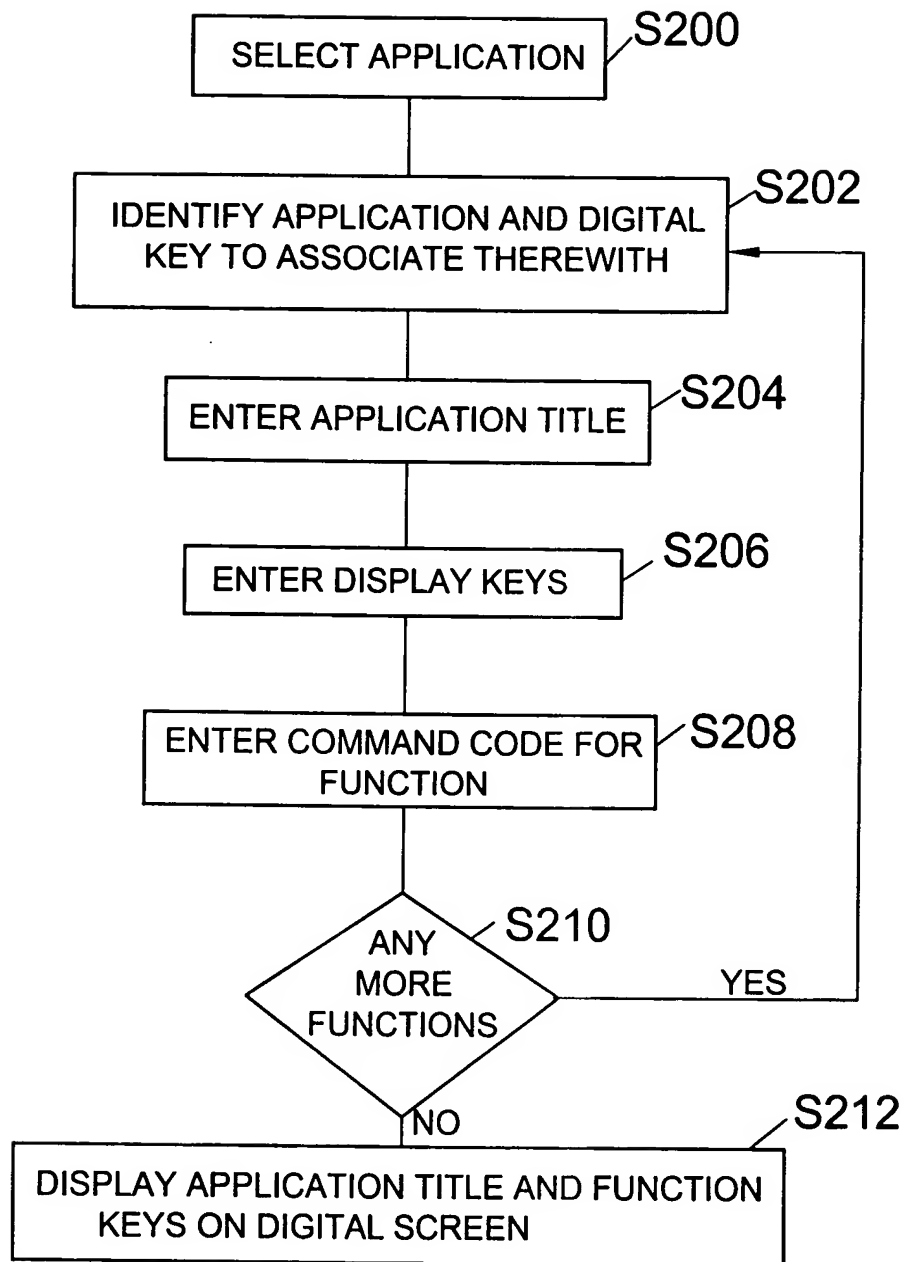 S200
SELECT APPLICATION
S202
IDENTIFY APPLICATION AND DIGITAL
KEY TO ASSOCIATE THEREWITH
S204
ENTER APPLICATION TITLE
S206
ENTER DISPLAY KEYS
S208
ENTER COMMAND CODE FOR
FUNCTION
S210
ANY
MORE
FUNCTIONS
YES
NO
S212
DISPLAY APPLICATION TITLE AND FUNCTION
KEYS ON DIGITAL SCREEN